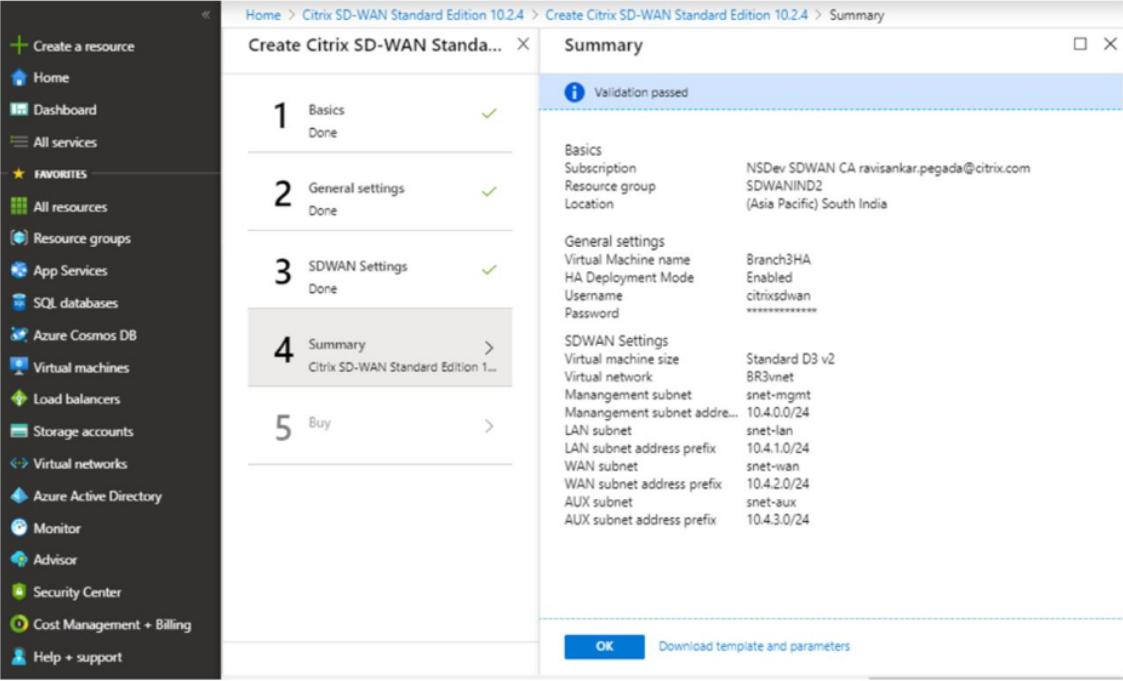 «
Home > Citrix SD-WAN Standard Edition 10.2.4 > Create Citrix SD-WAN Standard Edition 10.2.4 > Summary
Create a resource
Home
Dashboard
All services
FAVORITES
All resources
Resource groups
App Services
SQL databases
Azure Cosmos DB
Virtual machines
Load balancers
Storage accounts
Virtual networks
Azure Active Directory
Monitor
Advisor
Security Center
Cost Management + Billing
Help + support
Create Citrix SD-WAN Standa...
1 Basics
Done
2 General settings
Done
3 SDWAN Settings
Done
4 Summary
Citrix SD-WAN Standard Edition 1...
5 Buy
Summary
Validation passed
Basics
Subscription NSDev SDWAN CA ravisankar.pegada@citrix.com
Resource group SDWANIND2
Location (Asia Pacific) South India
General settings
Virtual Machine name Branch3HA
HA Deployment Mode Enabled
Username citrixsdwan
Password *************
SDWAN Settings
Virtual machine size Standard D3 v2
Virtual network BR3vnet
Manangement subnet snet-mgmt
Manangement subnet addre... 10.4.0.0/24
LAN subnet snet-lan
LAN subnet address prefix 10.4.1.0/24
WAN subnet snet-wan
WAN subnet address prefix 10.4.2.0/24
AUX subnet snet-aux
AUX subnet address prefix 10.4.3.0/24
OK Download template and parameters